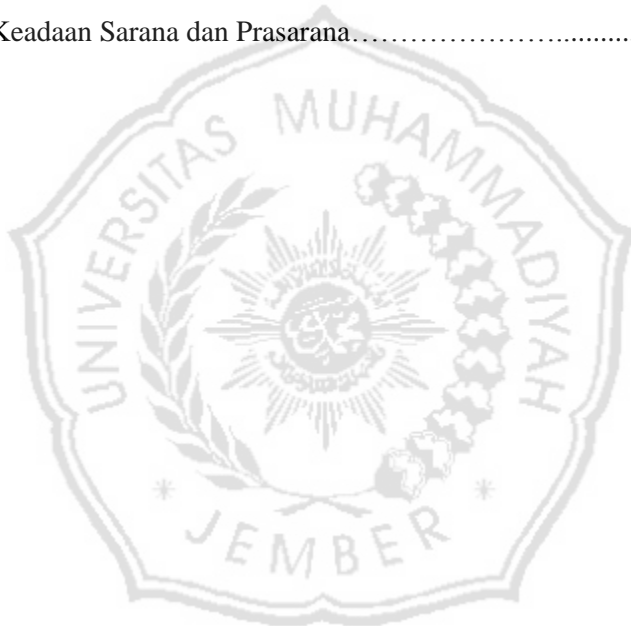 Keadaan Sarana dan Prasarana…………………..........
UNIVERSITAS MUHAMMADIYAH
JEMBER